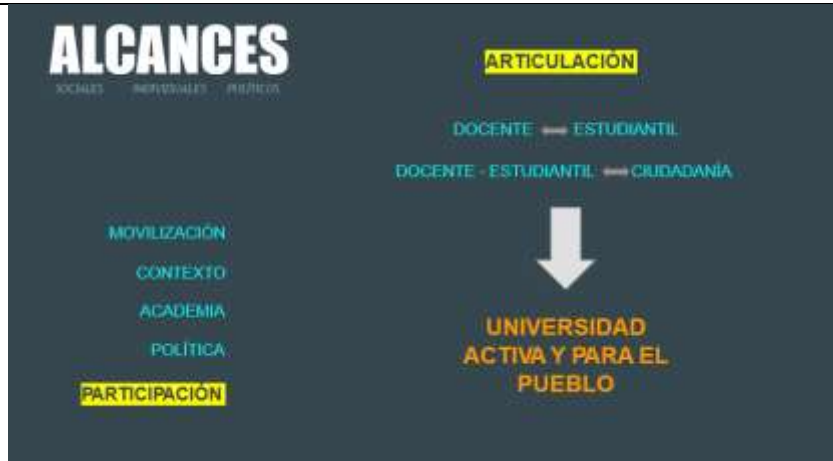 ALCANCES
SOCIALES INDIVIDUALES POLÍTICOS
MOVILIZACIÓN
CONTEXTO
ACADEMIA
POLÍTICA
PARTICIPACIÓN
ARTICULACIÓN
DOCENTE ESTUDIANTIL
DOCENTE - ESTUDIANTIL CIUDADANÍA
UNIVERSIDAD
ACTIVA Y PARA EL
PUEBLO